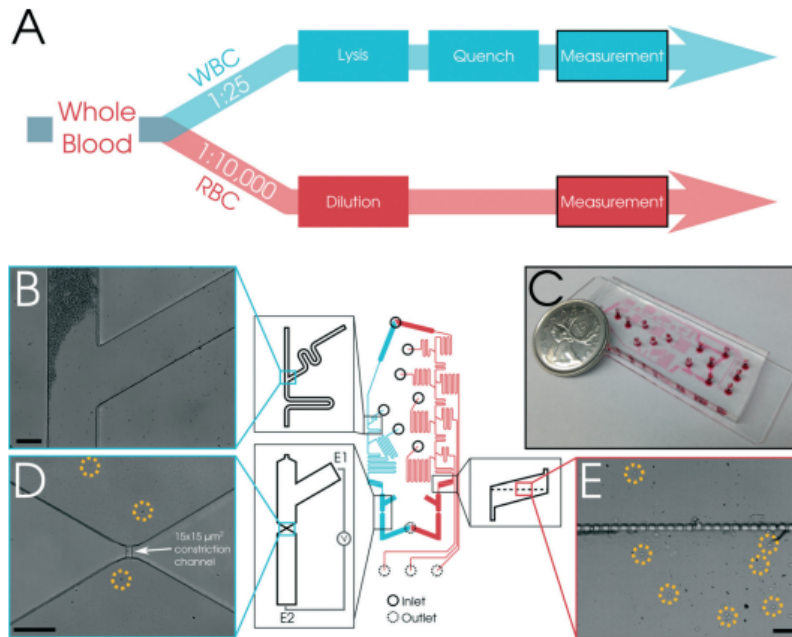 A
WBC
1:25
Lysis
Quench
Measurement
Whole
Blood
1:10,000
RBC
Dilution
Measurement
B
C
D
15x15 μm²
constriction
channel
E1
V
E2
Inlet
Outlet
E